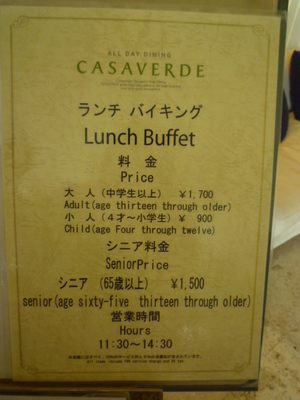 ALL DAY DINING
CASAVERDE
ランチ バイキング
Lunch Buffet
料 金
Price
大 人 (中学生以上) ¥1,700
Adult(age thirteen through older)
小 人 (4才～小学生) ¥ 900
Child(age Four through twelve)
シニア料金
SeniorPrice
シニア (65歳以上) ¥1,500
senior(age sixty-five thirteen through older)
営業時間
Hours
11:30～14:30